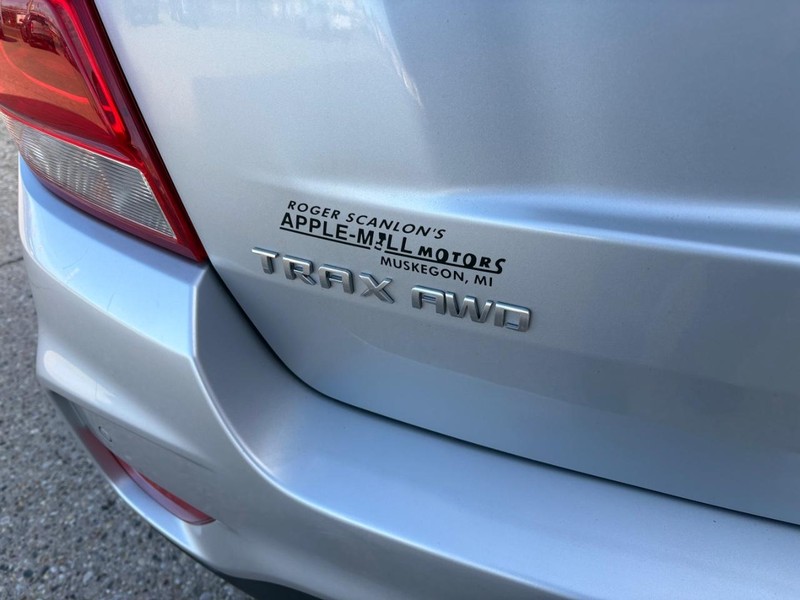 ROGER SCANLON'S
APPLE-MILL MOTORS
MUSKEGON, MI
TRAX AWD